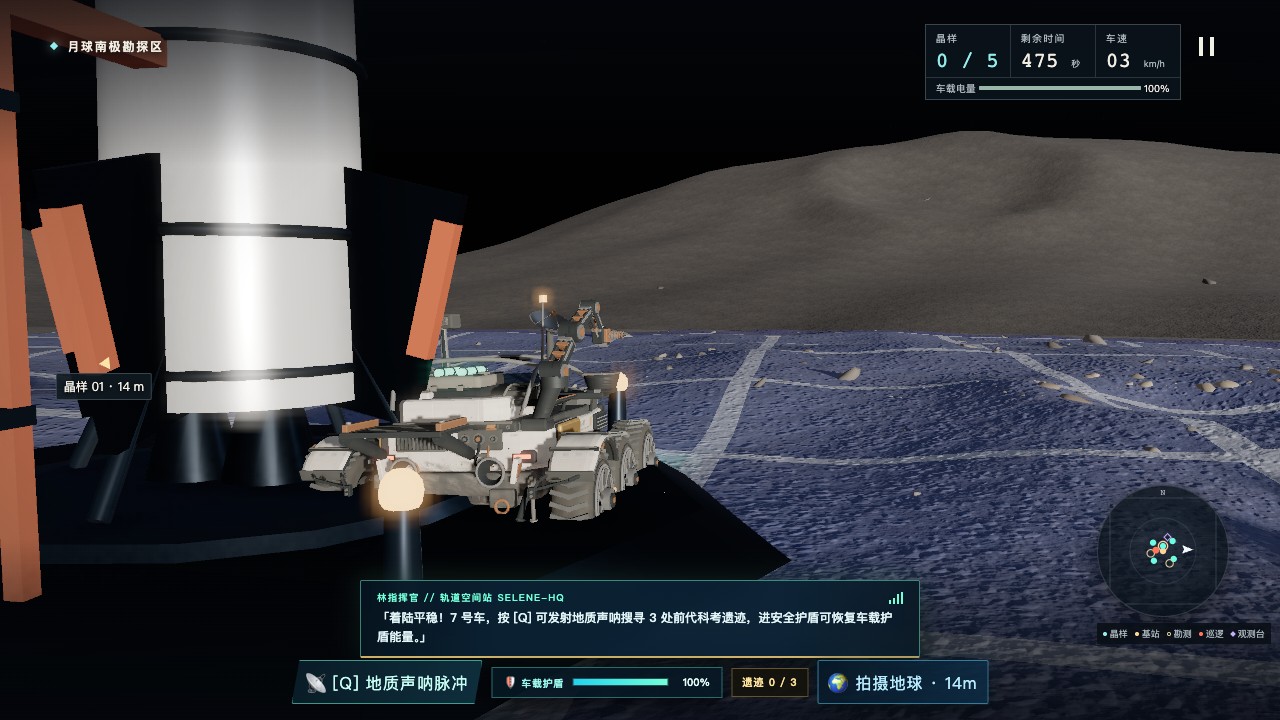 月球南极勘探区
晶样 剩余时间 车速
0 / 5 475 秒 03 km/h
车载电量 100%
晶样 01 · 14 m
N
林指挥官 // 轨道空间站 SELENE-HQ
「着陆平稳！7 号车，按 [Q] 可发射地质声呐搜寻 3 处前代科考遗迹，进安全护盾可恢复车载护
盾能量。」
晶样 基站 勘测 巡逻 观测台
[Q] 地质声呐脉冲 车载护盾 100% 遗迹 0 / 3 拍摄地球 · 14m